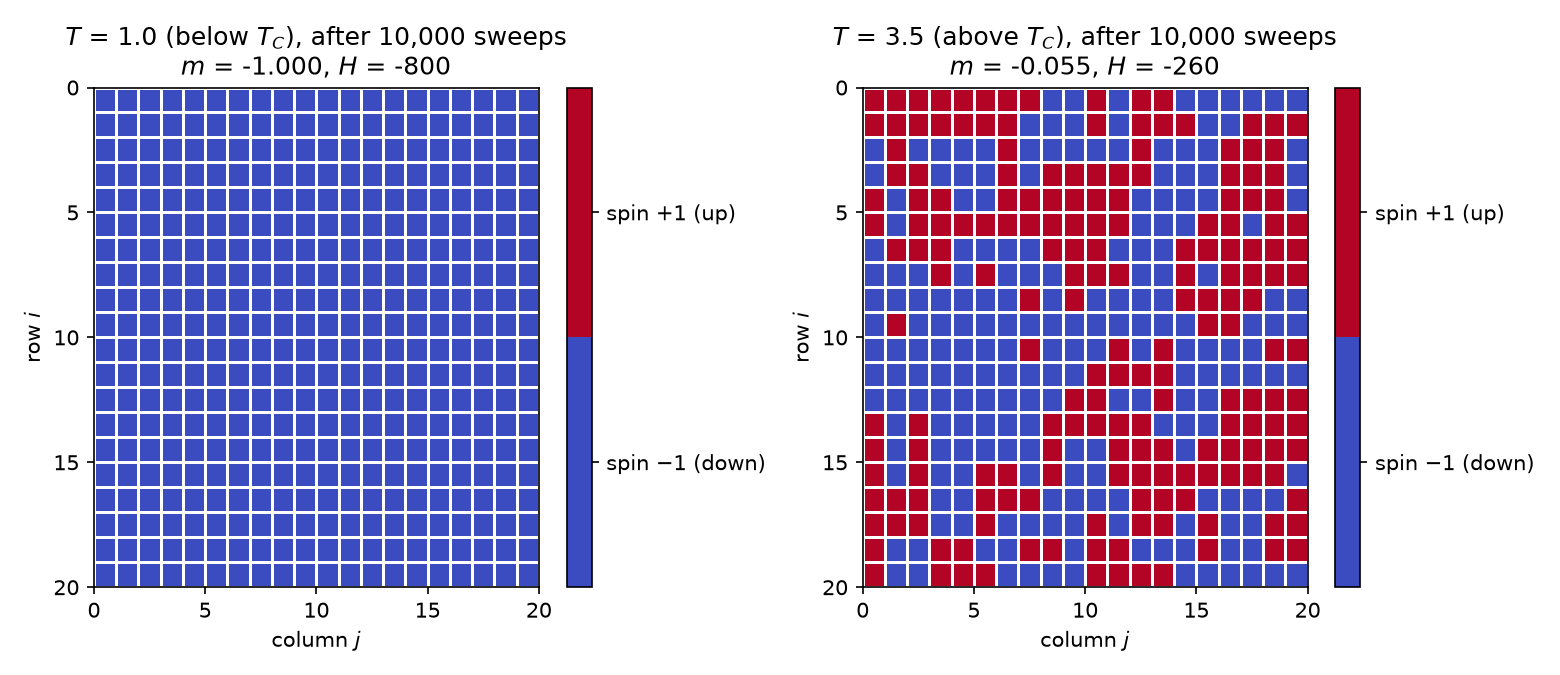 T = 1.0 (below T_C), after 10,000 sweeps
m = -1.000, H = -800
0
5
10
15
20
row i
0
5
10
15
20
column j
spin +1 (up)
spin −1 (down)
T = 3.5 (above T_C), after 10,000 sweeps
m = -0.055, H = -260
0
5
10
15
20
row i
0
5
10
15
20
column j
spin +1 (up)
spin −1 (down)